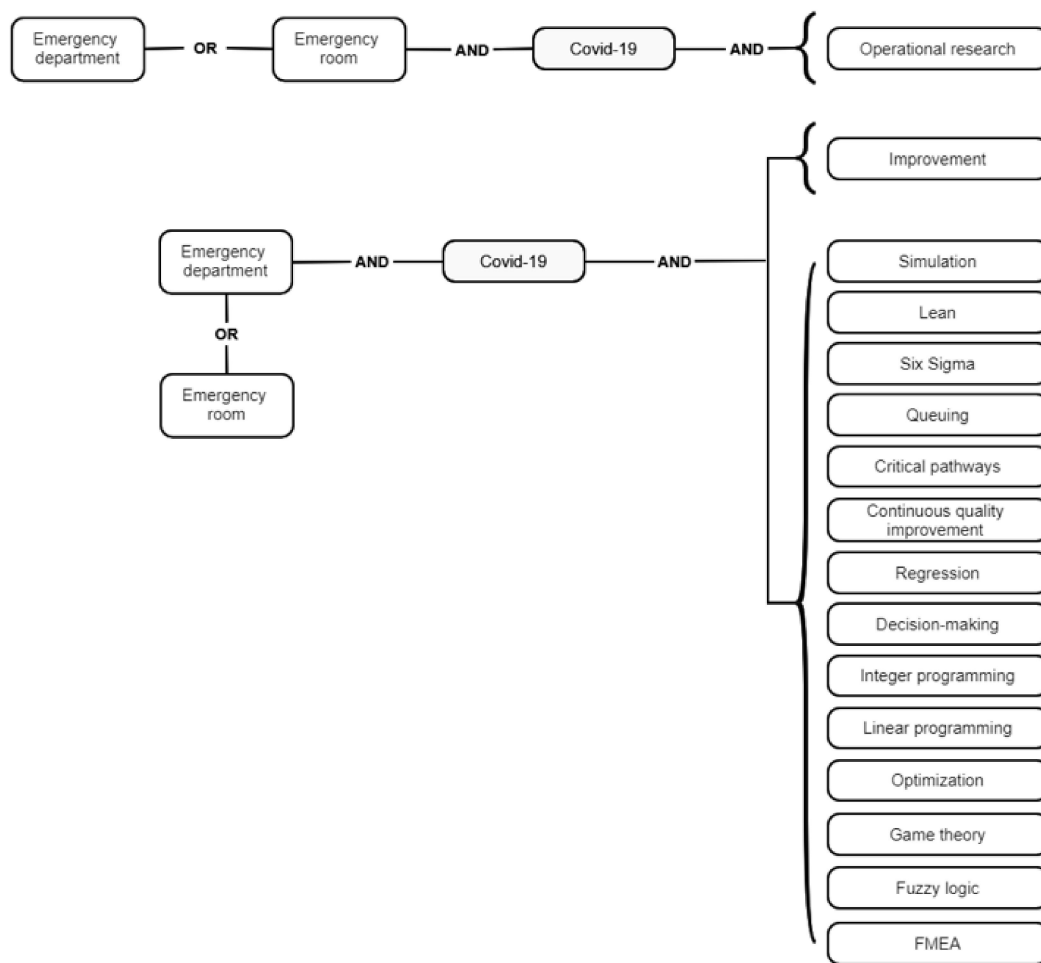 Emergency
department
OR
Emergency
room
AND
Covid-19
AND
Operational research
Improvement
Emergency
department
AND
Covid-19
AND
OR
Emergency
room
Simulation
Lean
Six Sigma
Queuing
Critical pathways
Continuous quality
improvement
Regression
Decision-making
Integer programming
Linear programming
Optimization
Game theory
Fuzzy logic
FMEA